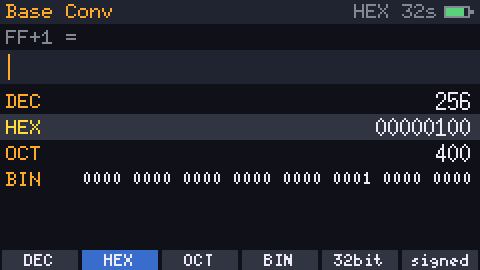 Base Conv HEX 32s
FF+1 =
DEC 256
HEX 00000100
OCT 400
BIN 0000 0000 0000 0000 0000 0001 0000 0000
DEC HEX OCT BIN 32bit signed